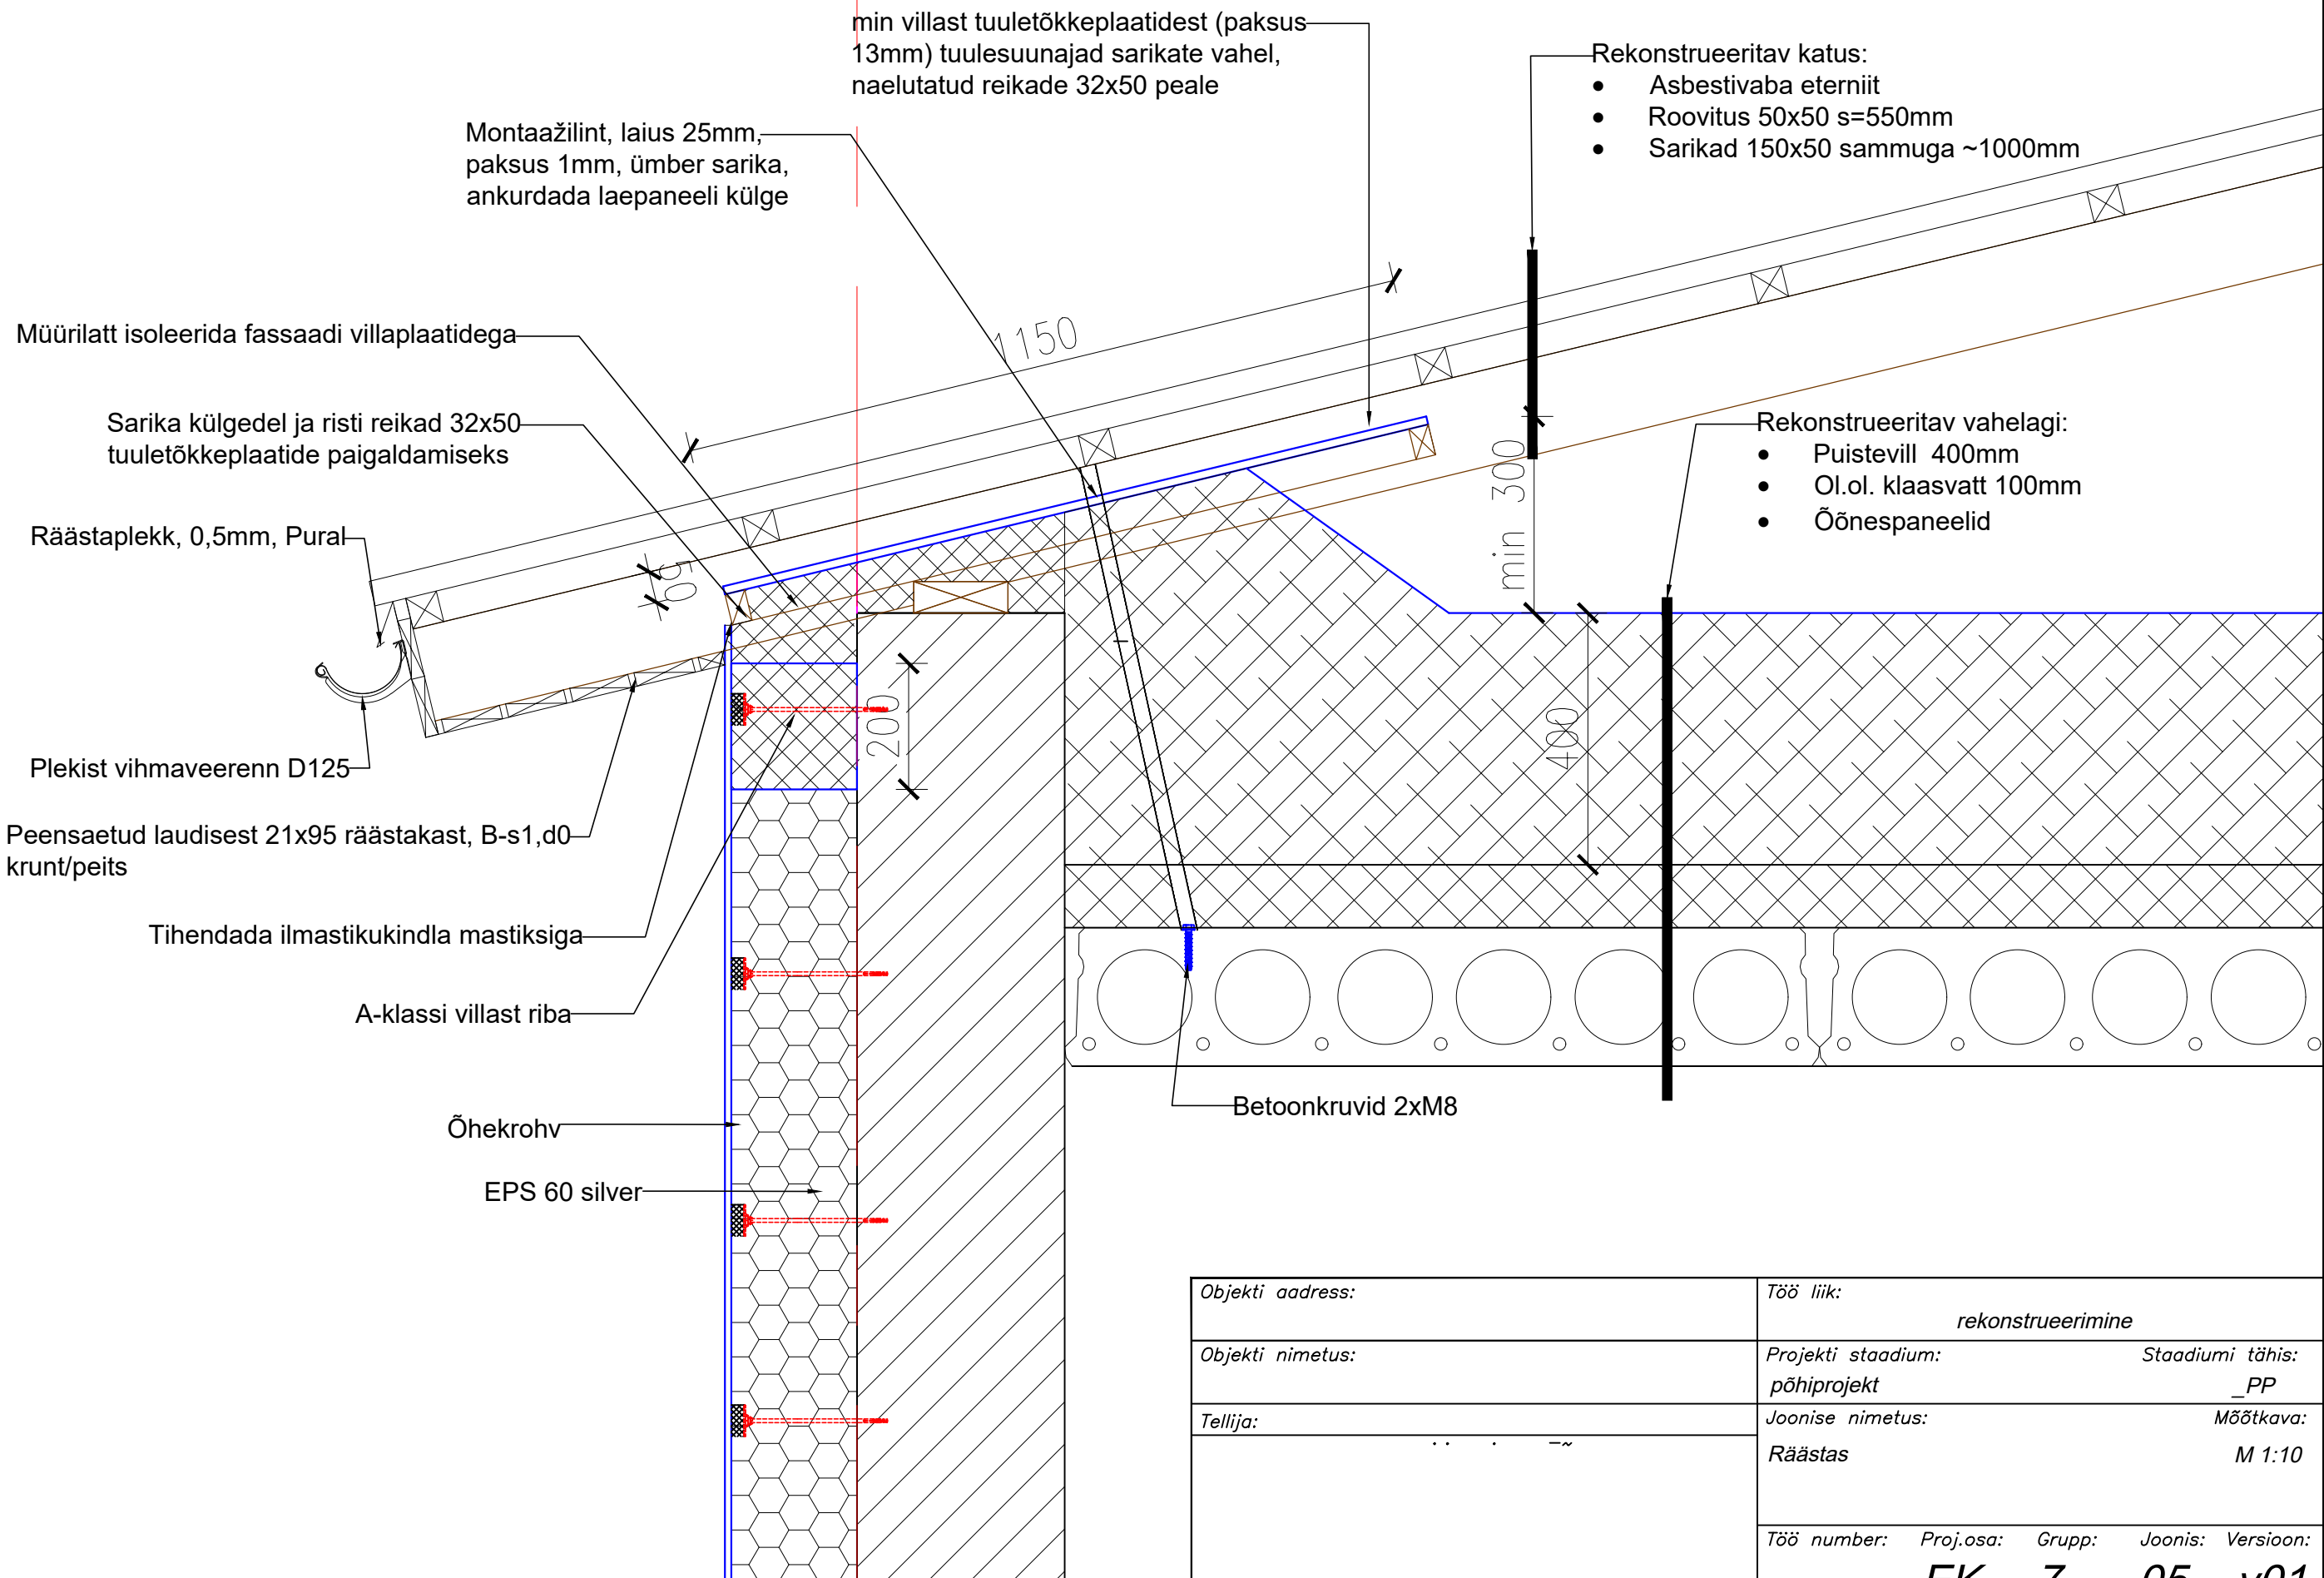 min villast tuuletõkkeplaatidest (paksus
13mm) tuulesuunajad sarikate vahel,
naelutatud reikade 32x50 peale
Rekonstrueeritav katus:
• Asbestivaba eterniit
• Roovitus 50x50 s=550mm
• Sarikad 150x50 sammuga ~1000mm
Montaažilint, laius 25mm,
paksus 1mm, ümber sarika,
ankurdada laepaneeli külge
1150
Müürilatt isoleerida fassaadi villaplaatidega
Sarika külgedel ja risti reikad 32x50
tuuletõkkeplaatide paigaldamiseks
Rekonstrueeritav vahelagi:
• Puistevill 400mm
• Ol.ol. klaasvatt 100mm
• Õõnespaneelid
min 300
Räästaplekk, 0,5mm, Pural
50
200
400
Plekist vihmaveerenn D125
Peensaetud laudisest 21x95 räästakast, B-s1,d0
krunt/peits
Tihendada ilmastikukindla mastiksiga
A-klassi villast riba
Betoonkruvid 2xM8
Õhekrohv
EPS 60 silver
Objekti aadress:
Töö liik:
rekonstrueerimine
Objekti nimetus:
Projekti staadium:
Staadiumi tähis:
põhiprojekt
_PP
Tellija:
Joonise nimetus:
Mõõtkava:
Räästas
M 1:10
Töö number:
Proj.osa:
Grupp:
Joonis:
Versioon:
EK
7
05
v01